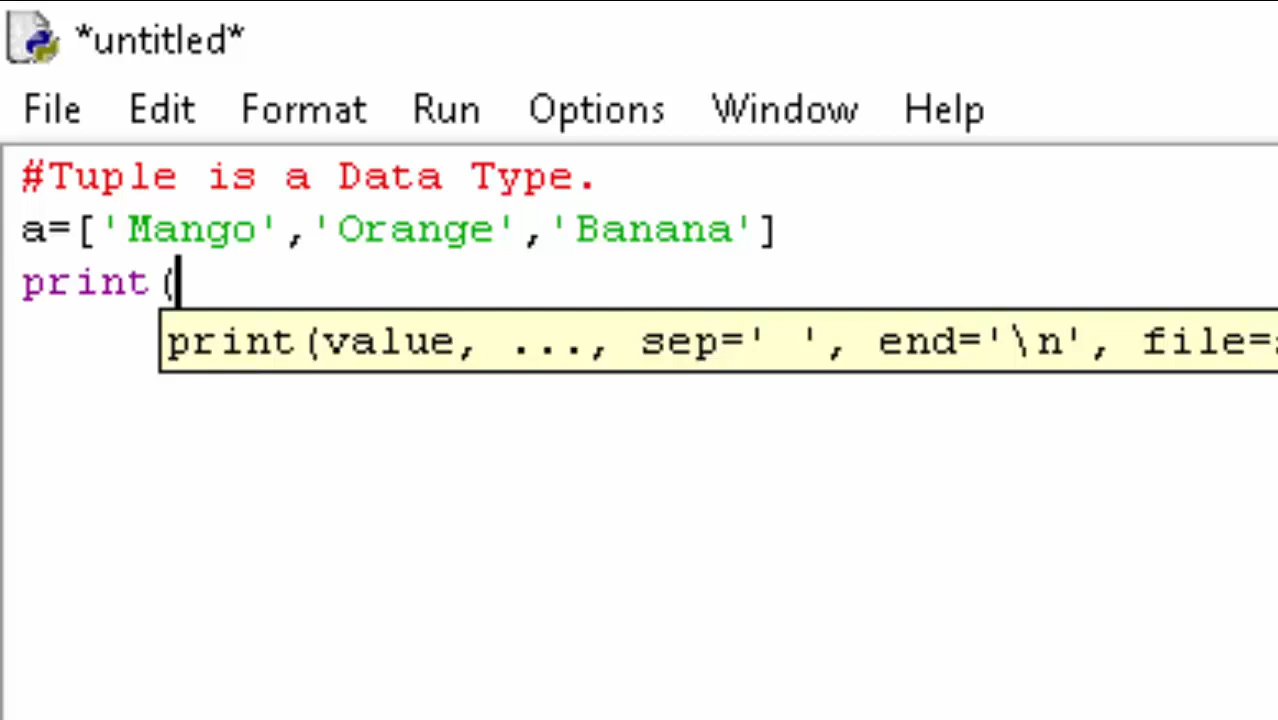 *untitled*
File Edit Format Run Options Window Help
#Tuple is a Data Type.
a=['Mango','Orange','Banana']
print(
print(value, ..., sep=' ', end='\n', file=